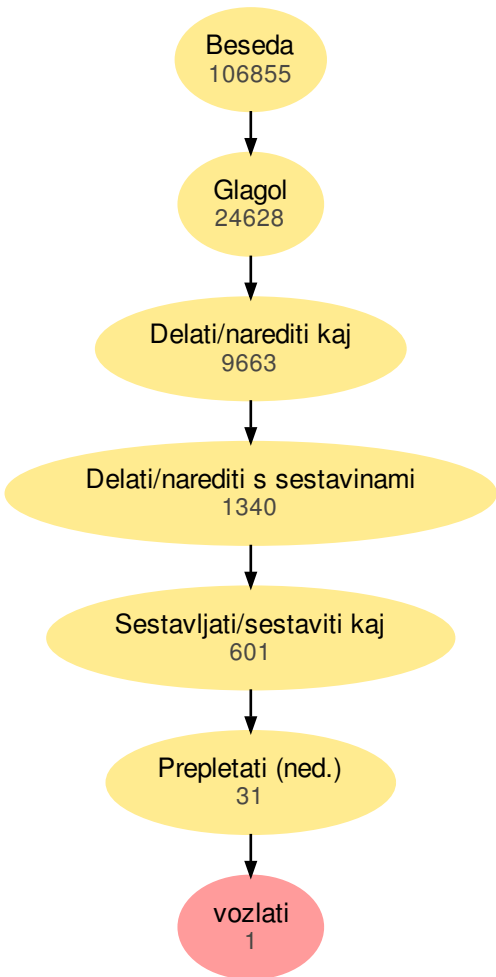 Beseda
106855
Glagol
24628
Delati/narediti kaj
9663
Delati/narediti s sestavinami
1340
Sestavljati/sestaviti kaj
601
Prepletati (ned.)
31
vozlati
1